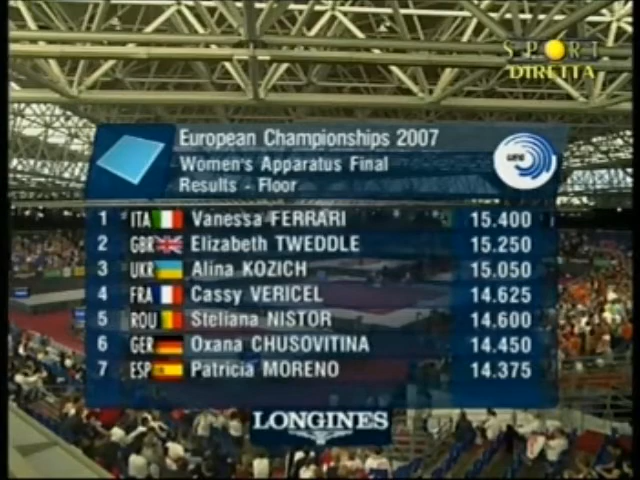 SPORT
DIRETTA
European Championships 2007
Women's Apparatus Final
Results - Floor
ueg
1 ITA Vanessa FERRARI 15.400
2 GBR Elizabeth TWEDDLE 15.250
3 UKR Alina KOZICH 15.050
4 FRA Cassy VERICEL 14.625
5 ROU Steliana NISTOR 14.600
6 GER Oxana CHUSOVITINA 14.450
7 ESP Patricia MORENO 14.375
LONGINES